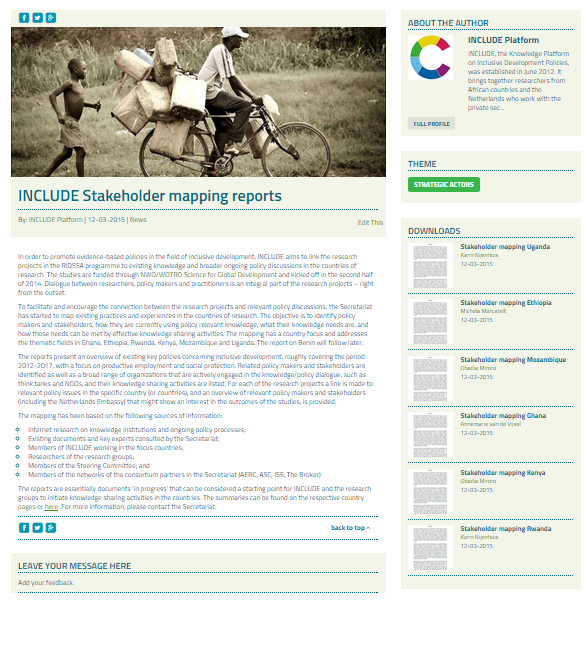 INCLUDE Stakeholder mapping reports
By: INCLUDE Platform | 12-03-2015 | News
Edit This
In order to promote evidence-based policies in the field of inclusive development, INCLUDE aims to link the research
projects in the RIDSSA programme to existing knowledge and broader ongoing policy discussions in the countries of
research. The studies are funded through NWO/WOTRO Science for Global Development and kicked off in the second half
of 2014. Dialogue between researchers, policy makers and practitioners is an integral part of the research projects – right
from the outset.
To facilitate and encourage the connection between the research projects and relevant policy discussions, the Secretariat
has started to map existing practices and experiences in the countries of research. The objective is to identify policy
makers and stakeholders, how they are currently using policy relevant knowledge, what their knowledge needs are, and
how those needs can be met by effective knowledge sharing activities. The mapping has a country focus and addresses
the thematic fields in Ghana, Ethiopia, Rwanda, Kenya, Mozambique and Uganda. The report on Benin will follow later.
The reports present an overview of existing key policies concerning inclusive development, roughly covering the period
2012-2017, with a focus on productive employment and social protection. Related policy makers and stakeholders are
identified as well as a broad range of organizations that are actively engaged in the knowledge/policy dialogue, such as
think tanks and NGOs, and their knowledge sharing activities are listed. For each of the research projects a link is made to
relevant policy issues in the specific country (or countries), and an overview of relevant policy makers and stakeholders
(including the Netherlands Embassy) that might show an interest in the outcomes of the studies, is provided.
The mapping has been based on the following sources of information:
Internet research on knowledge institutions and ongoing policy processes;
Existing documents and key experts consulted by the Secretariat;
Members of INCLUDE working in the focus countries;
Researchers of the research groups;
Members of the Steering Committee; and
Members of the networks of the consortium partners in the Secretariat (AERC, ASC, ISS, The Broker)
The reports are essentially documents 'in progress' that can be considered a starting point for INCLUDE and the research
groups to initiate knowledge sharing activities in the countries. The summaries can be found on the respective country
pages or here. For more information, please contact the Secretariat.
back to top
LEAVE YOUR MESSAGE HERE
Add your feedback.
ABOUT THE AUTHOR
INCLUDE Platform
INCLUDE, the Knowledge Platform
on Inclusive Development Policies,
was established in June 2012. It
brings together researchers from
African countries and the
Netherlands who work with the
private sec...
FULL PROFILE
THEME
STRATEGIC ACTORS
DOWNLOADS
Stakeholder mapping Uganda
Karin Nijenhuis
12-03-2015
Stakeholder mapping Ethiopia
Michela Marcatelli
12-03-2015
Stakeholder mapping Mozambique
Obadia Miroro
12-03-2015
Stakeholder mapping Ghana
Annemarie van de Vijsel
12-03-2015
Stakeholder mapping Kenya
Obadia Miroro
12-03-2015
Stakeholder mapping Rwanda
Karin Nijenhuis
12-03-2015